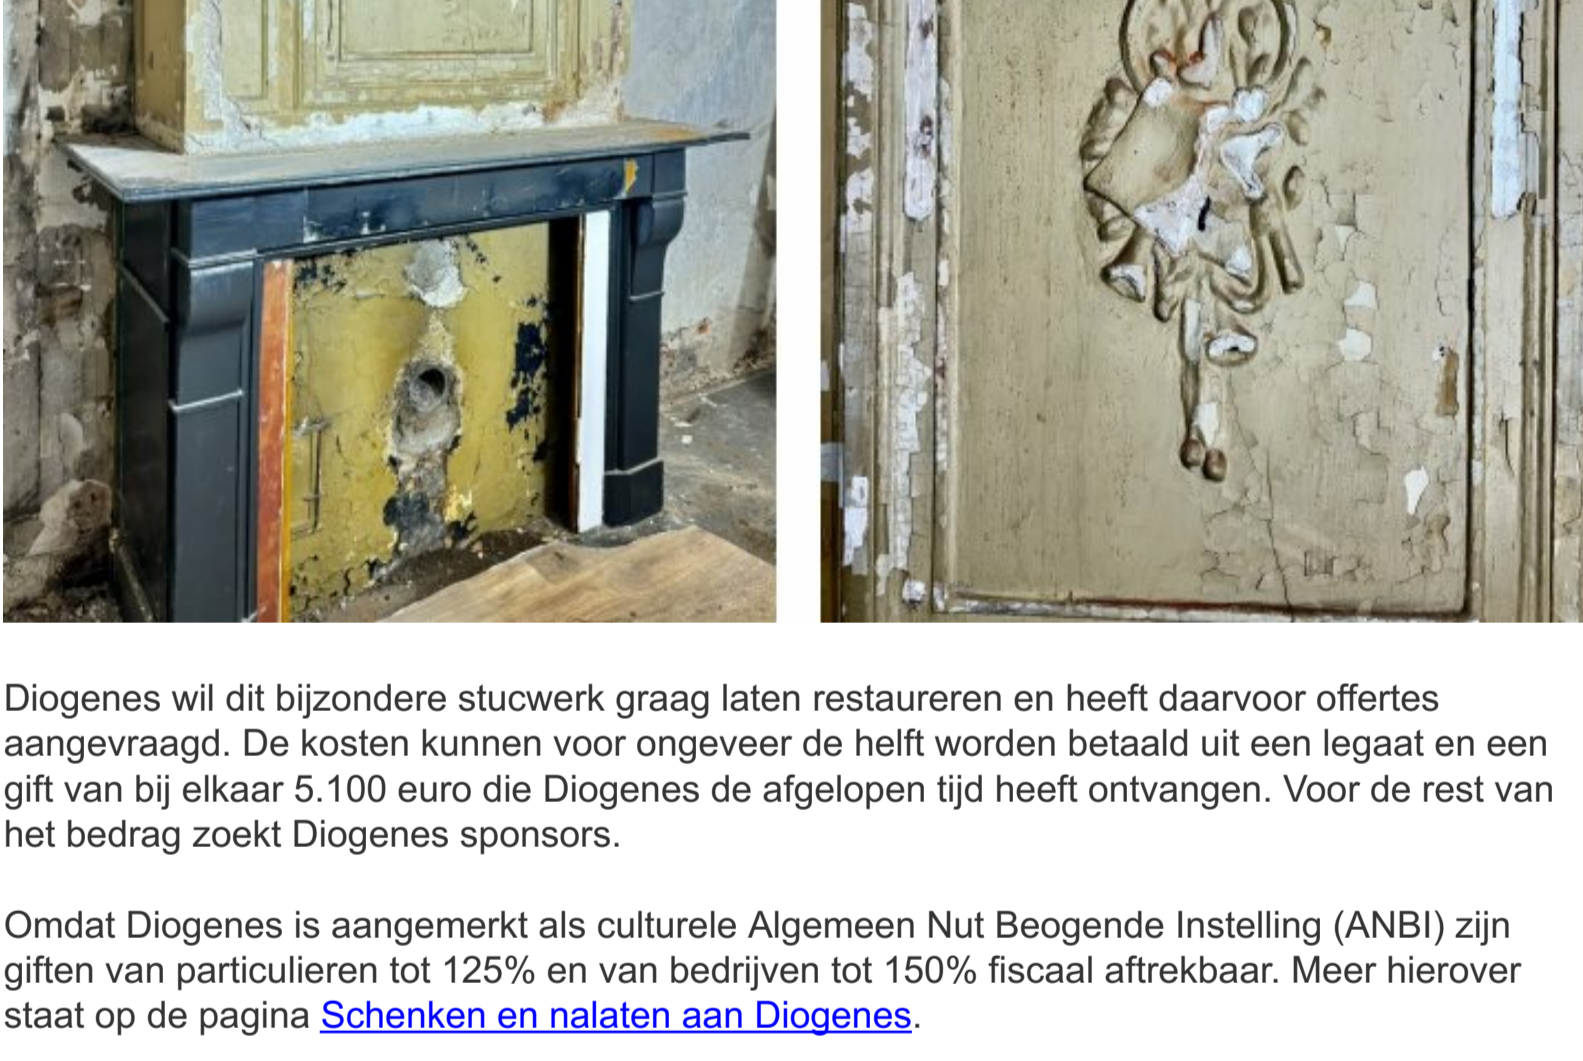 Diogenes wil dit bijzondere stucwerk graag laten restaureren en heeft daarvoor offertes
aangevraagd. De kosten kunnen voor ongeveer de helft worden betaald uit een legaat en een
gift van bij elkaar 5.100 euro die Diogenes de afgelopen tijd heeft ontvangen. Voor de rest van
het bedrag zoekt Diogenes sponsors.
Omdat Diogenes is aangemerkt als culturele Algemeen Nut Beogende Instelling (ANBI) zijn
giften van particulieren tot 125% en van bedrijven tot 150% fiscaal aftrekbaar. Meer hierover
staat op de pagina Schenken en nalaten aan Diogenes.